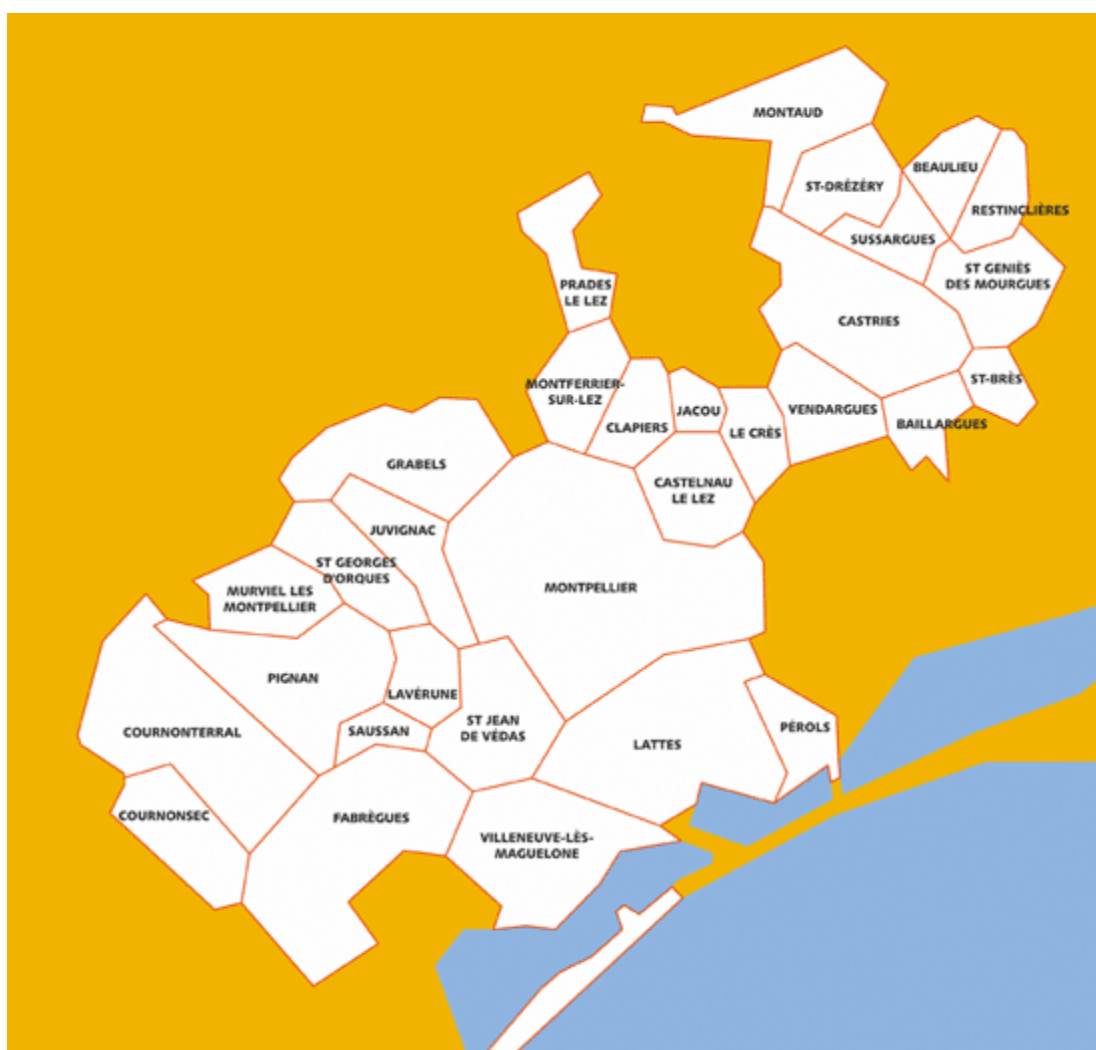 MONTAUD
BEAULIEU
ST-DRÉZÉRY
RESTINCLIÈRES
SUSSARGUES
ST GENIÈS
DES MOURGUES
PRADES
LE LEZ
CASTRIES
ST-BRÈS
MONTFERRIER-
SUR-LEZ
JACOU
VENDARGUES
CLAPIERS
LE CRÈS
BAILLARGUES
GRABELS
CASTELNAU
LE LEZ
JUVIGNAC
ST GEORGES
D'ORQUES
MURVIEL LES
MONTPELLIER
MONTPELLIER
PIGNAN
LAVÉRUNE
COURNONTERRAL
SAUSSAN
ST JEAN
DE VÉDAS
LATTES
PÉROLS
COURNONSEC
FABRÈGUES
VILLENEUVE-LÈS-
MAGUELONE